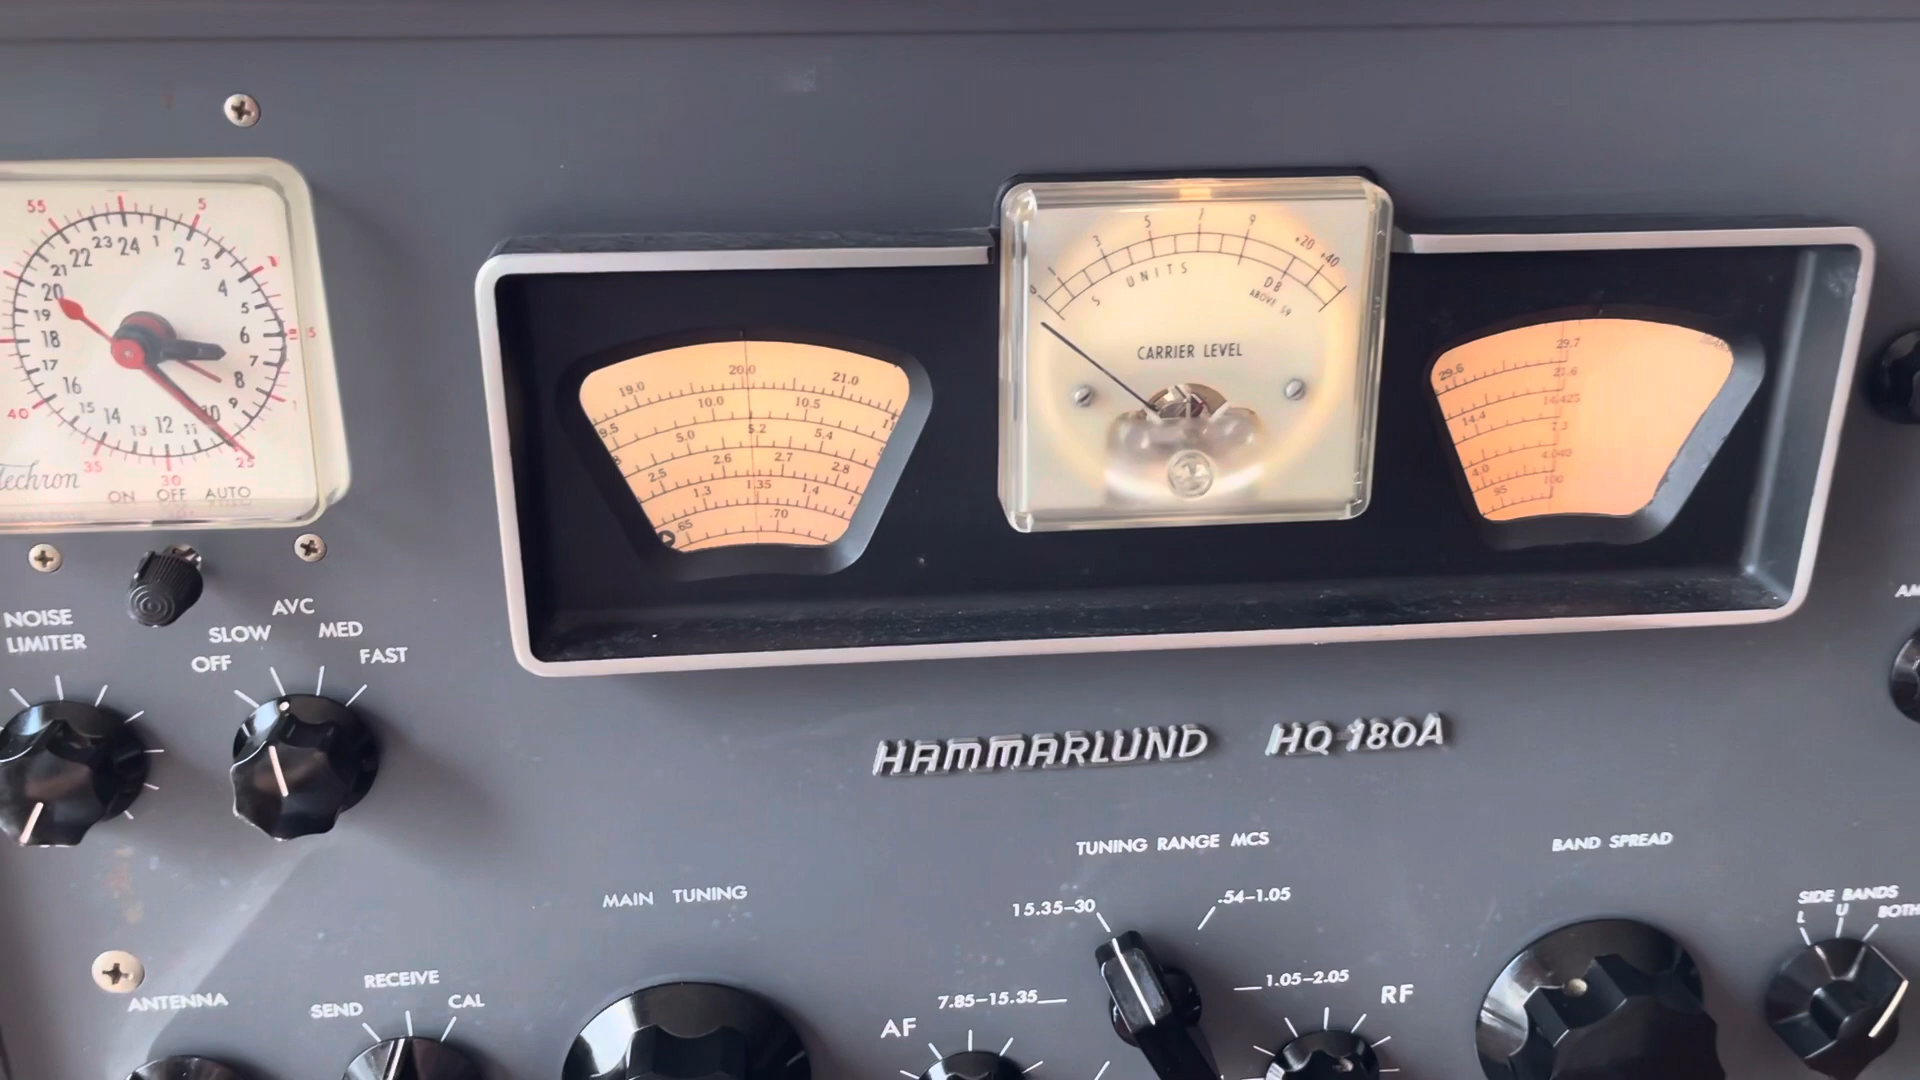 55
5
23
24
1
22
2
3
21
4
20
5
19
6
18
7
17
8
16
9
15
14
13
12
11
10
40
35
30
25
Techron
ON OFF AUTO
NOISE
LIMITER
AVC
SLOW MED
OFF FAST
19.0 20.0 21.0
9.5 10.0 10.5 11
5.0 5.2 5.4
2.5 2.6 2.7 2.8
1.3 1.35 1.4
.65 .70
0 1 3 5 7 9 +20 +40
S UNITS DB
ABOVE S9
CARRIER LEVEL
29.6 29.7
21.6
14.4 14.425
7.3
4.0 4.040
95 100
HAMMARLUND HQ-180A
MAIN TUNING
TUNING RANGE MCS
15.35–30 .54–1.05
7.85–15.35 1.05–2.05
AF RF
BAND SPREAD
SIDE BANDS
L U BOTH
ANTENNA
RECEIVE
SEND CAL